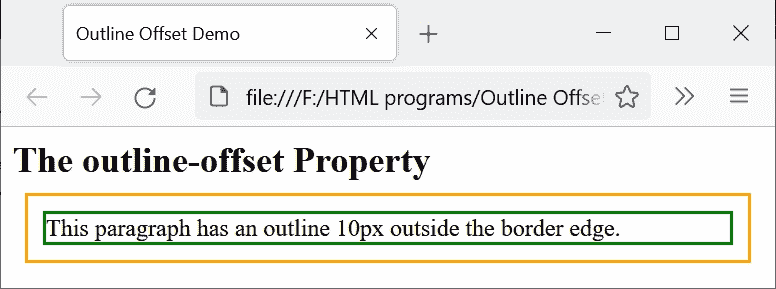 Outline Offset Demo
file:///F:/HTML programs/Outline Offse
The outline-offset Property
This paragraph has an outline 10px outside the border edge.